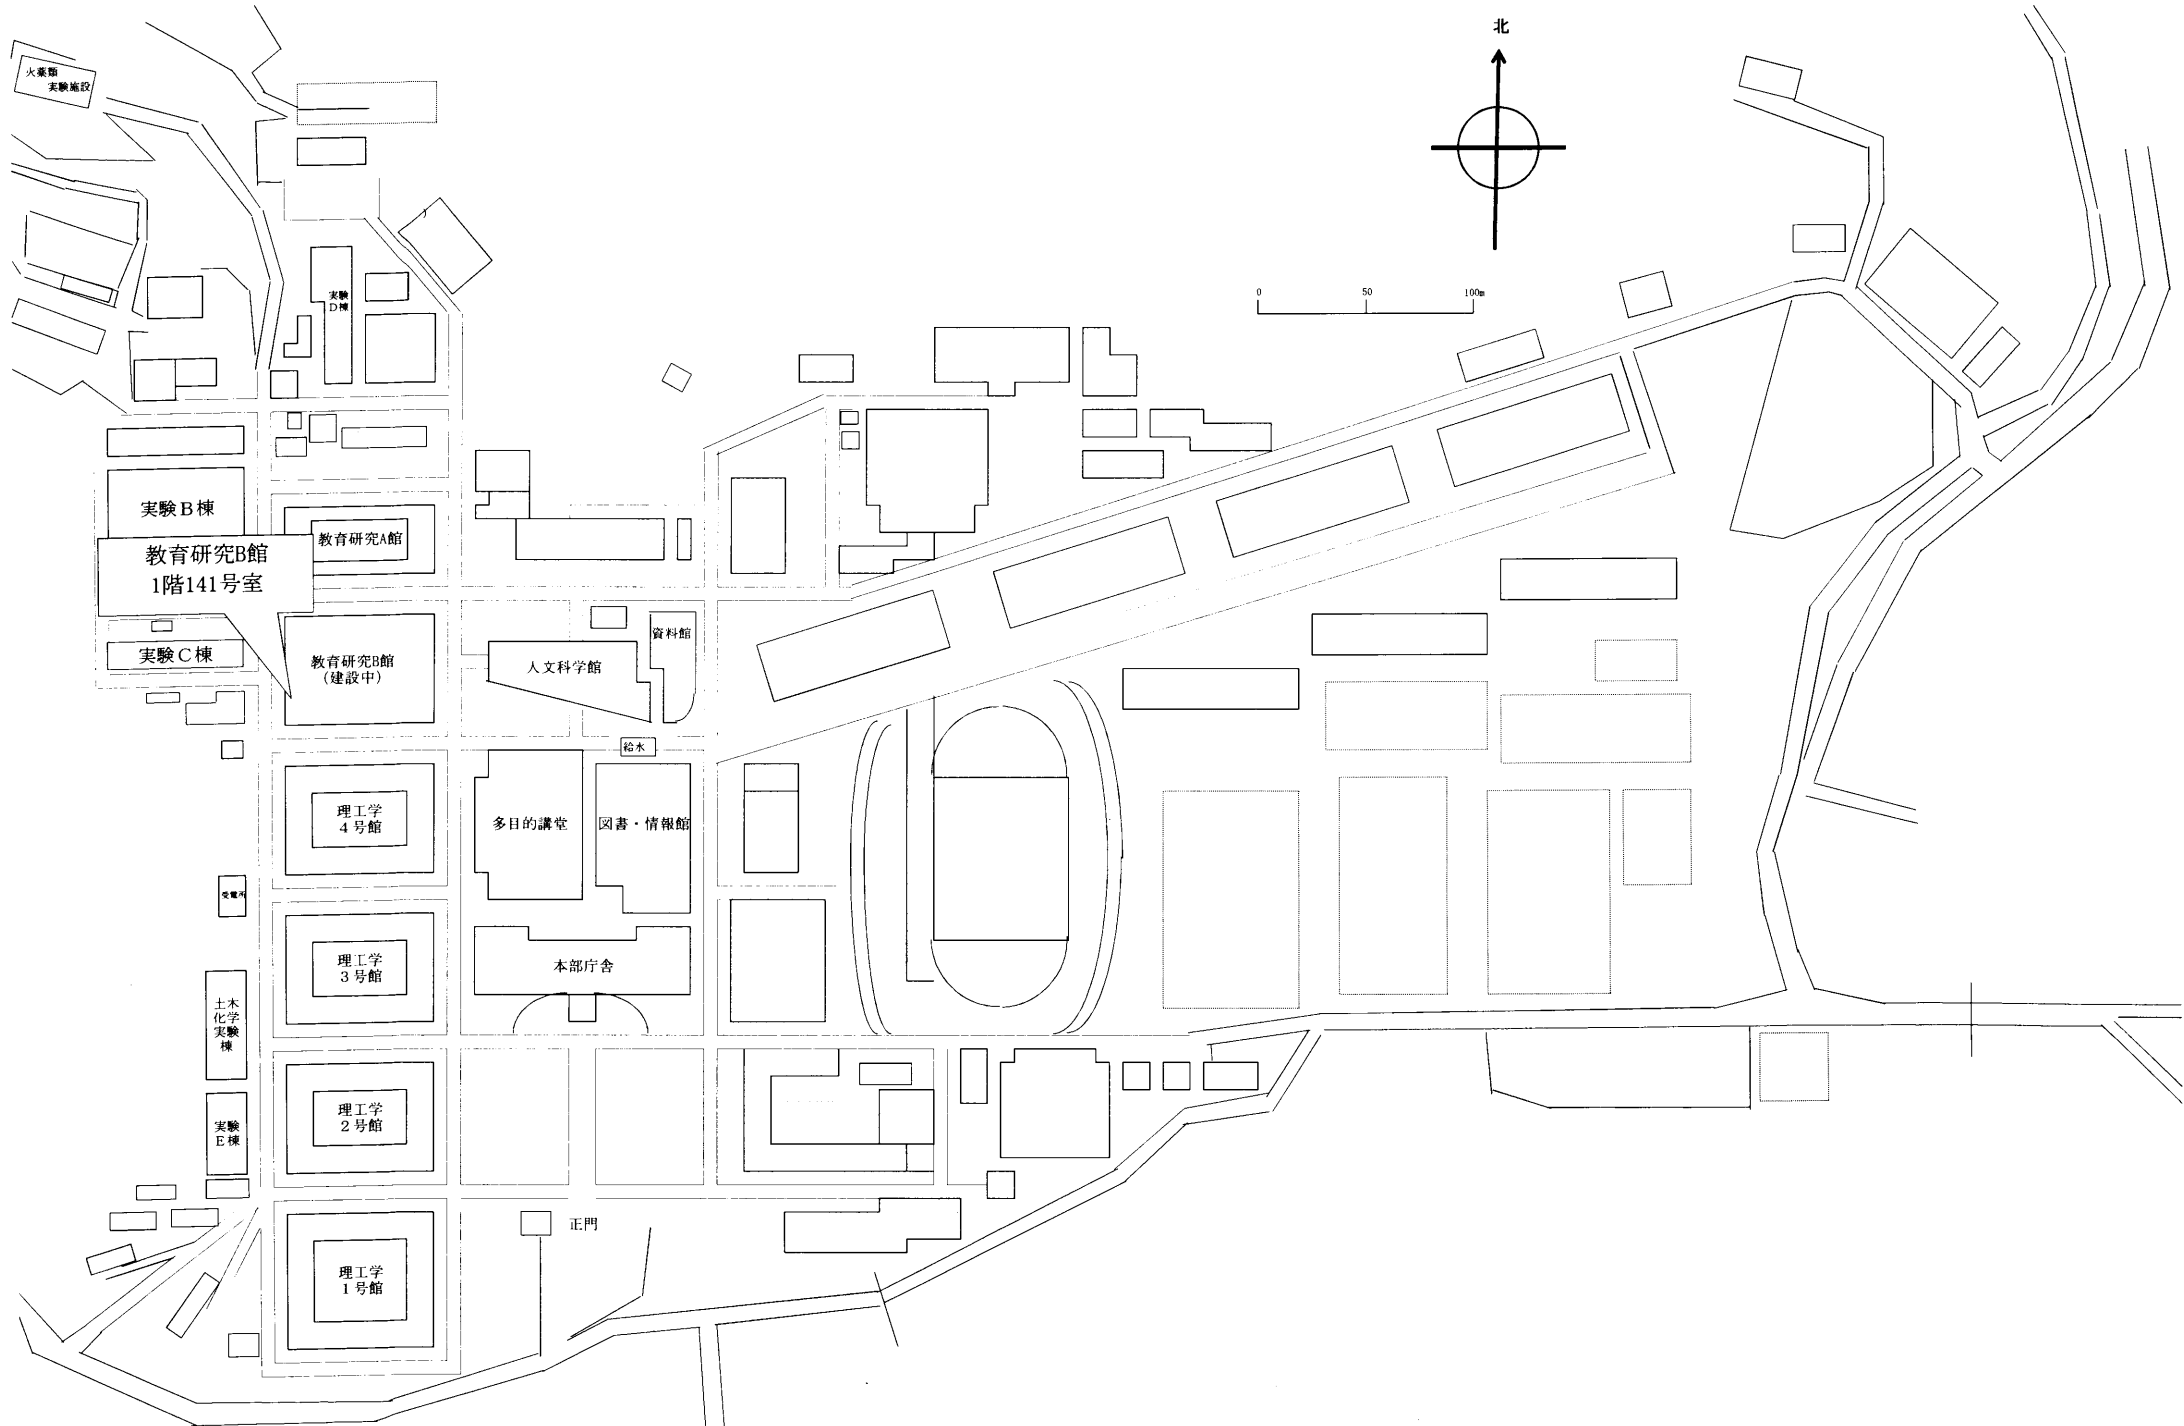 北
火薬類
実験施設
実験
D棟
0 50 100m
実験B棟
教育研究A館
教育研究B館
1階141号室
実験C棟
教育研究B館
(建設中)
人文科学館
資料館
給水
理工学
4号館
多目的講堂
図書・情報館
受電所
理工学
3号館
本部庁舎
土木
化学
実験
棟
理工学
2号館
実験
E棟
正門
理工学
1号館